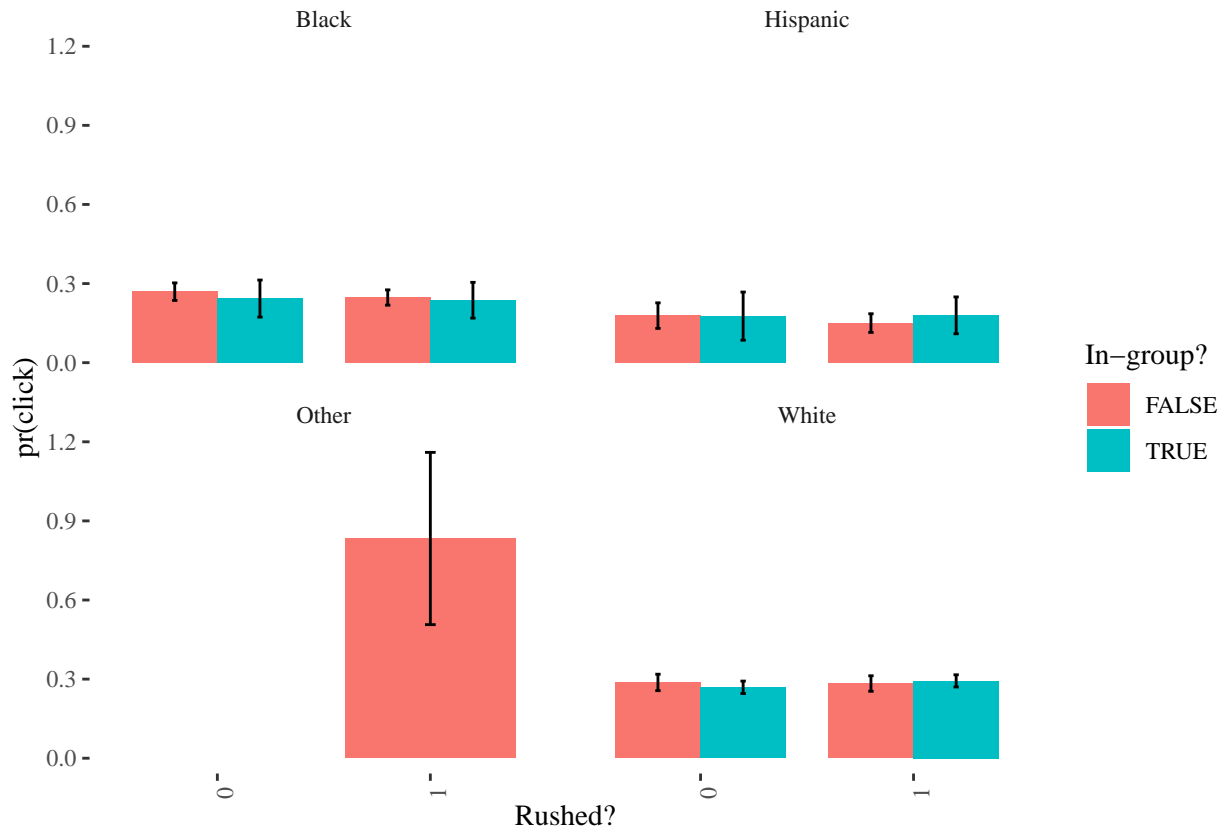 Black
Hispanic
1.2
0.9
0.6
0.3
0.0
Other
White
1.2
0.9
0.6
0.3
0.0
0
1
0
1
Rushed?
pr(click)
In−group?
FALSE
TRUE